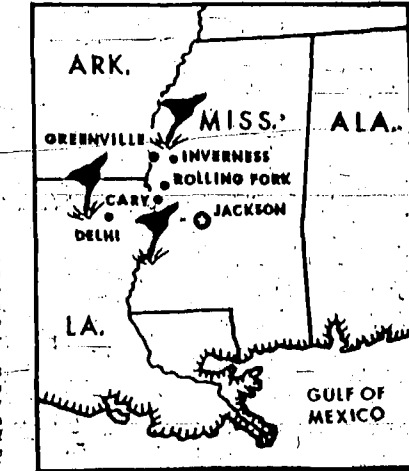 ARK.
MISS.
ALA.
GREENVILLE
INVERNESS
ROLLING FORK
CARY
JACKSON
DELHI
LA.
GULF OF
MEXICO